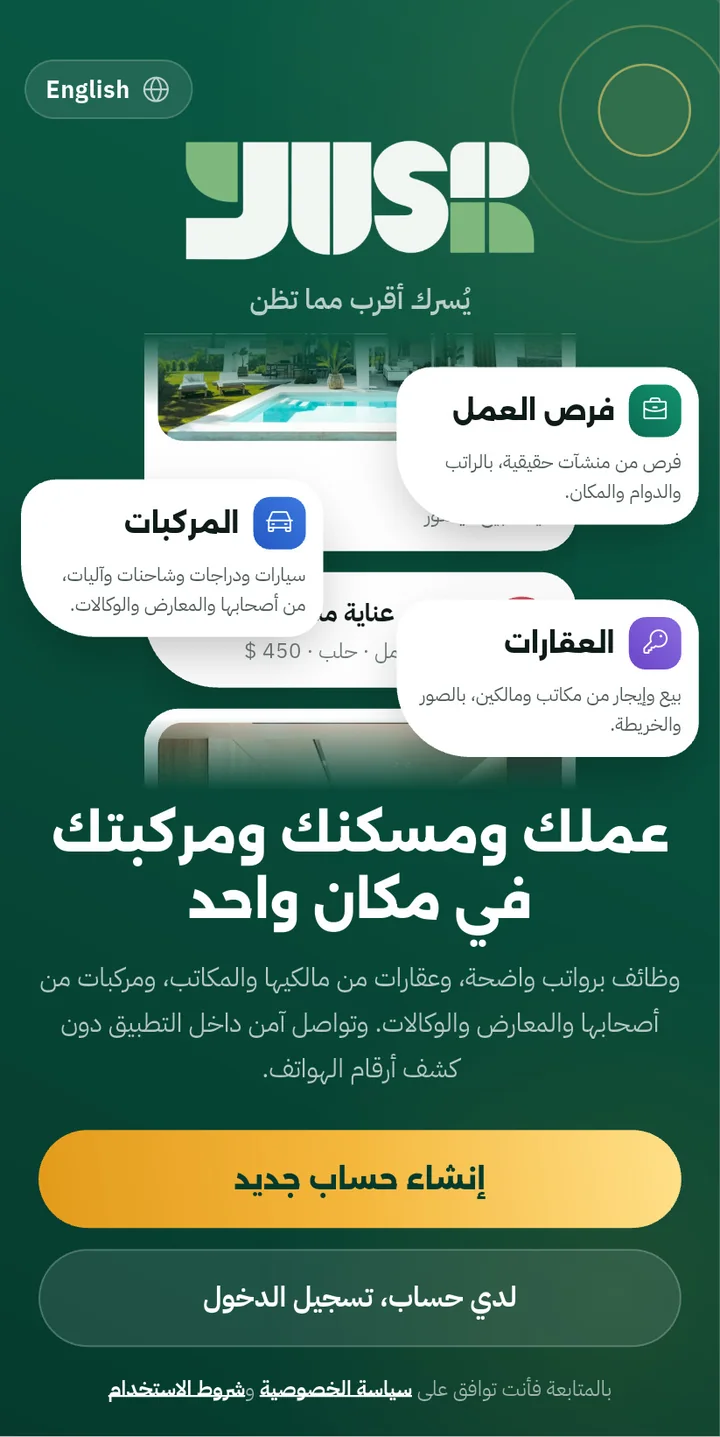 English
YUSR
يُسرك أقرب مما تظن
فرص العمل
فرص من منشآت حقيقية، بالراتب
والدوام والمكان.
المركبات
سيارات ودراجات وشاحنات وآليات،
من أصحابها والمعارض والوكالات.
عناية
حلب · 450 $
العقارات
بيع وإيجار من مكاتب ومالكين، بالصور
والخريطة.
عملك ومسكنك ومركبتك
في مكان واحد
وظائف برواتب واضحة، وعقارات من مالكيها والمكاتب، ومركبات من
أصحابها والمعارض والوكالات. وتواصل آمن داخل التطبيق دون
كشف أرقام الهواتف.
إنشاء حساب جديد
لدي حساب، تسجيل الدخول
بالمتابعة فأنت توافق على سياسة الخصوصية وشروط الاستخدام